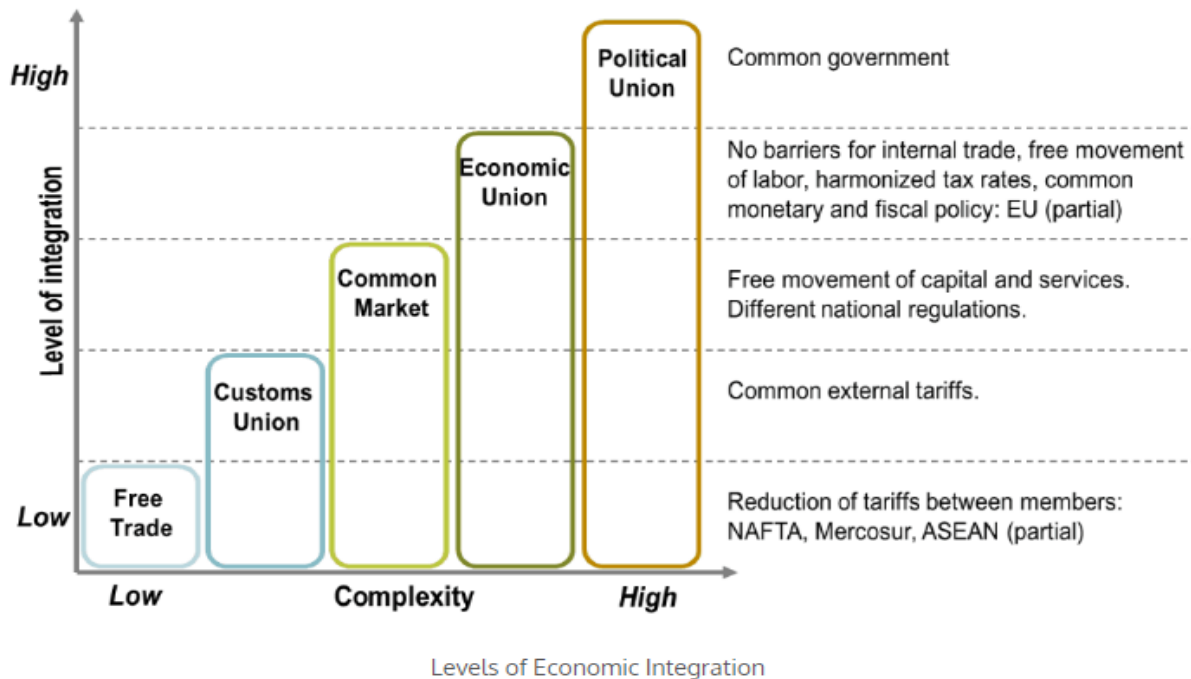 High
Level of integration
Low
Political
Union
Common government
Economic
Union
No barriers for internal trade, free movement
of labor, harmonized tax rates, common
monetary and fiscal policy: EU (partial)
Common
Market
Free movement of capital and services.
Different national regulations.
Customs
Union
Common external tariffs.
Free
Trade
Reduction of tariffs between members:
NAFTA, Mercosur, ASEAN (partial)
Low
Complexity
High
Levels of Economic Integration